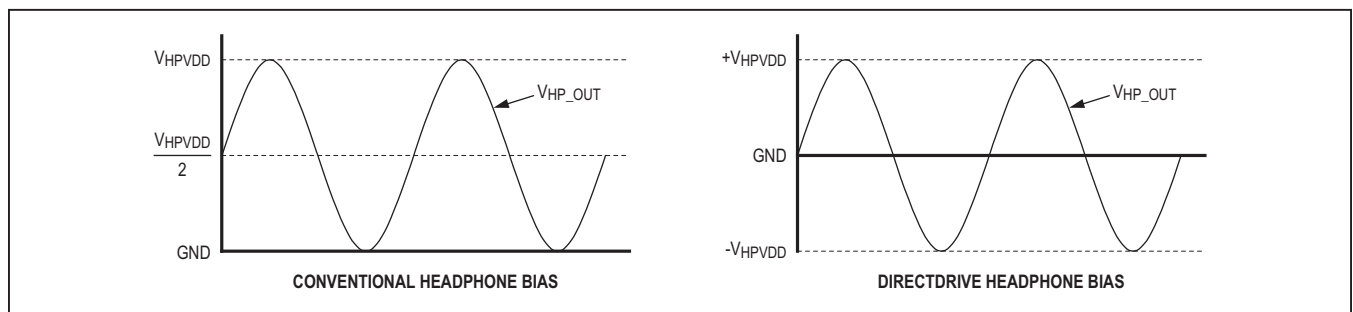 VHPVDD
VHP_OUT
VHPVDD
2
GND
CONVENTIONAL HEADPHONE BIAS
+VHPVDD
VHP_OUT
GND
-VHPVDD
DIRECTDRIVE HEADPHONE BIAS